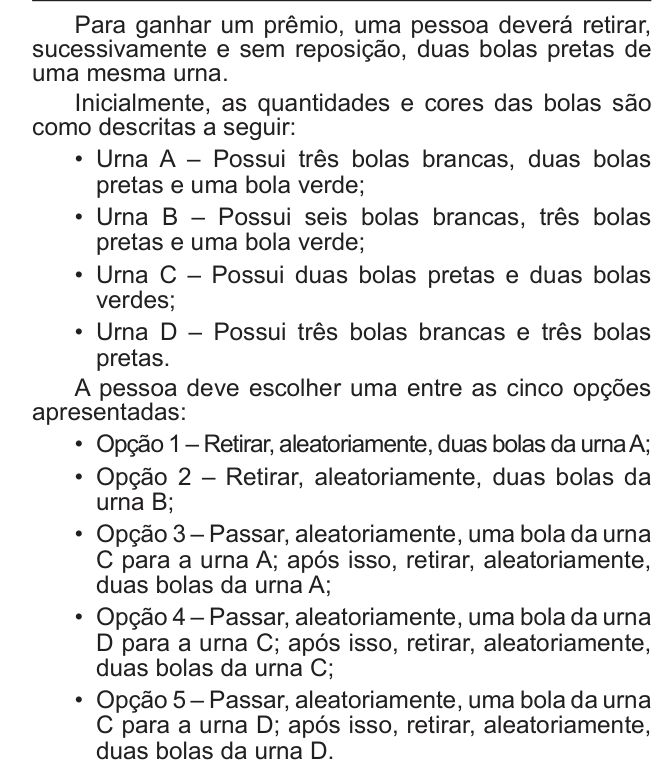 Para ganhar um prêmio, uma pessoa deverá retirar,
sucessivamente e sem reposição, duas bolas pretas de
uma mesma urna.
Inicialmente, as quantidades e cores das bolas são
como descritas a seguir:
• Urna A – Possui três bolas brancas, duas bolas
pretas e uma bola verde;
• Urna B – Possui seis bolas brancas, três bolas
pretas e uma bola verde;
• Urna C – Possui duas bolas pretas e duas bolas
verdes;
• Urna D – Possui três bolas brancas e três bolas
pretas.
A pessoa deve escolher uma entre as cinco opções
apresentadas:
• Opção 1 – Retirar, aleatoriamente, duas bolas da urna A;
• Opção 2 – Retirar, aleatoriamente, duas bolas da
urna B;
• Opção 3 – Passar, aleatoriamente, uma bola da urna
C para a urna A; após isso, retirar, aleatoriamente,
duas bolas da urna A;
• Opção 4 – Passar, aleatoriamente, uma bola da urna
D para a urna C; após isso, retirar, aleatoriamente,
duas bolas da urna C;
• Opção 5 – Passar, aleatoriamente, uma bola da urna
C para a urna D; após isso, retirar, aleatoriamente,
duas bolas da urna D.